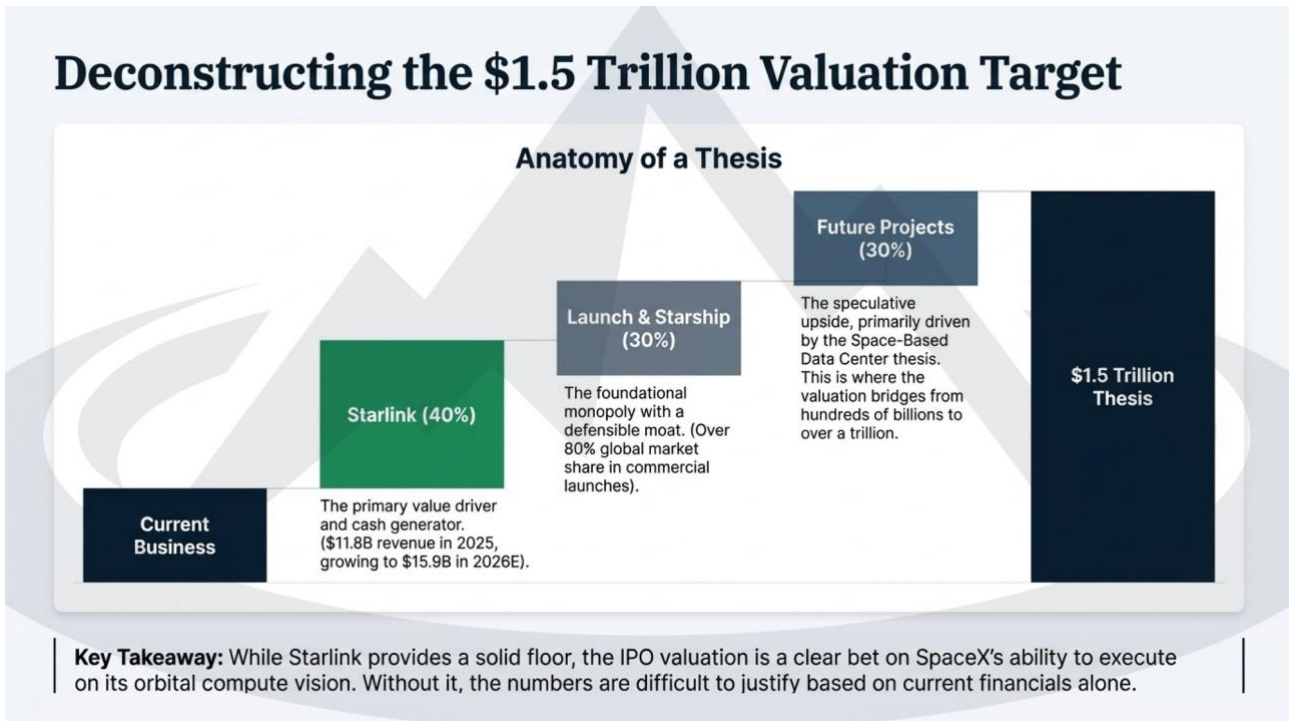 Deconstructing the $1.5 Trillion Valuation Target
Anatomy of a Thesis
Current
Business
Starlink (40%)
The primary value driver
and cash generator.
($11.8B revenue in 2025,
growing to $15.9B in 2026E).
Launch & Starship
(30%)
The foundational
monopoly with a
defensible moat. (Over
80% global market
share in commercial
launches).
Future Projects
(30%)
The speculative
upside, primarily driven
by the Space-Based
Data Center thesis.
This is where the
valuation bridges from
hundreds of billions to
over a trillion.
$1.5 Trillion
Thesis
Key Takeaway: While Starlink provides a solid floor, the IPO valuation is a clear bet on SpaceX’s ability to execute
on its orbital compute vision. Without it, the numbers are difficult to justify based on current financials alone.